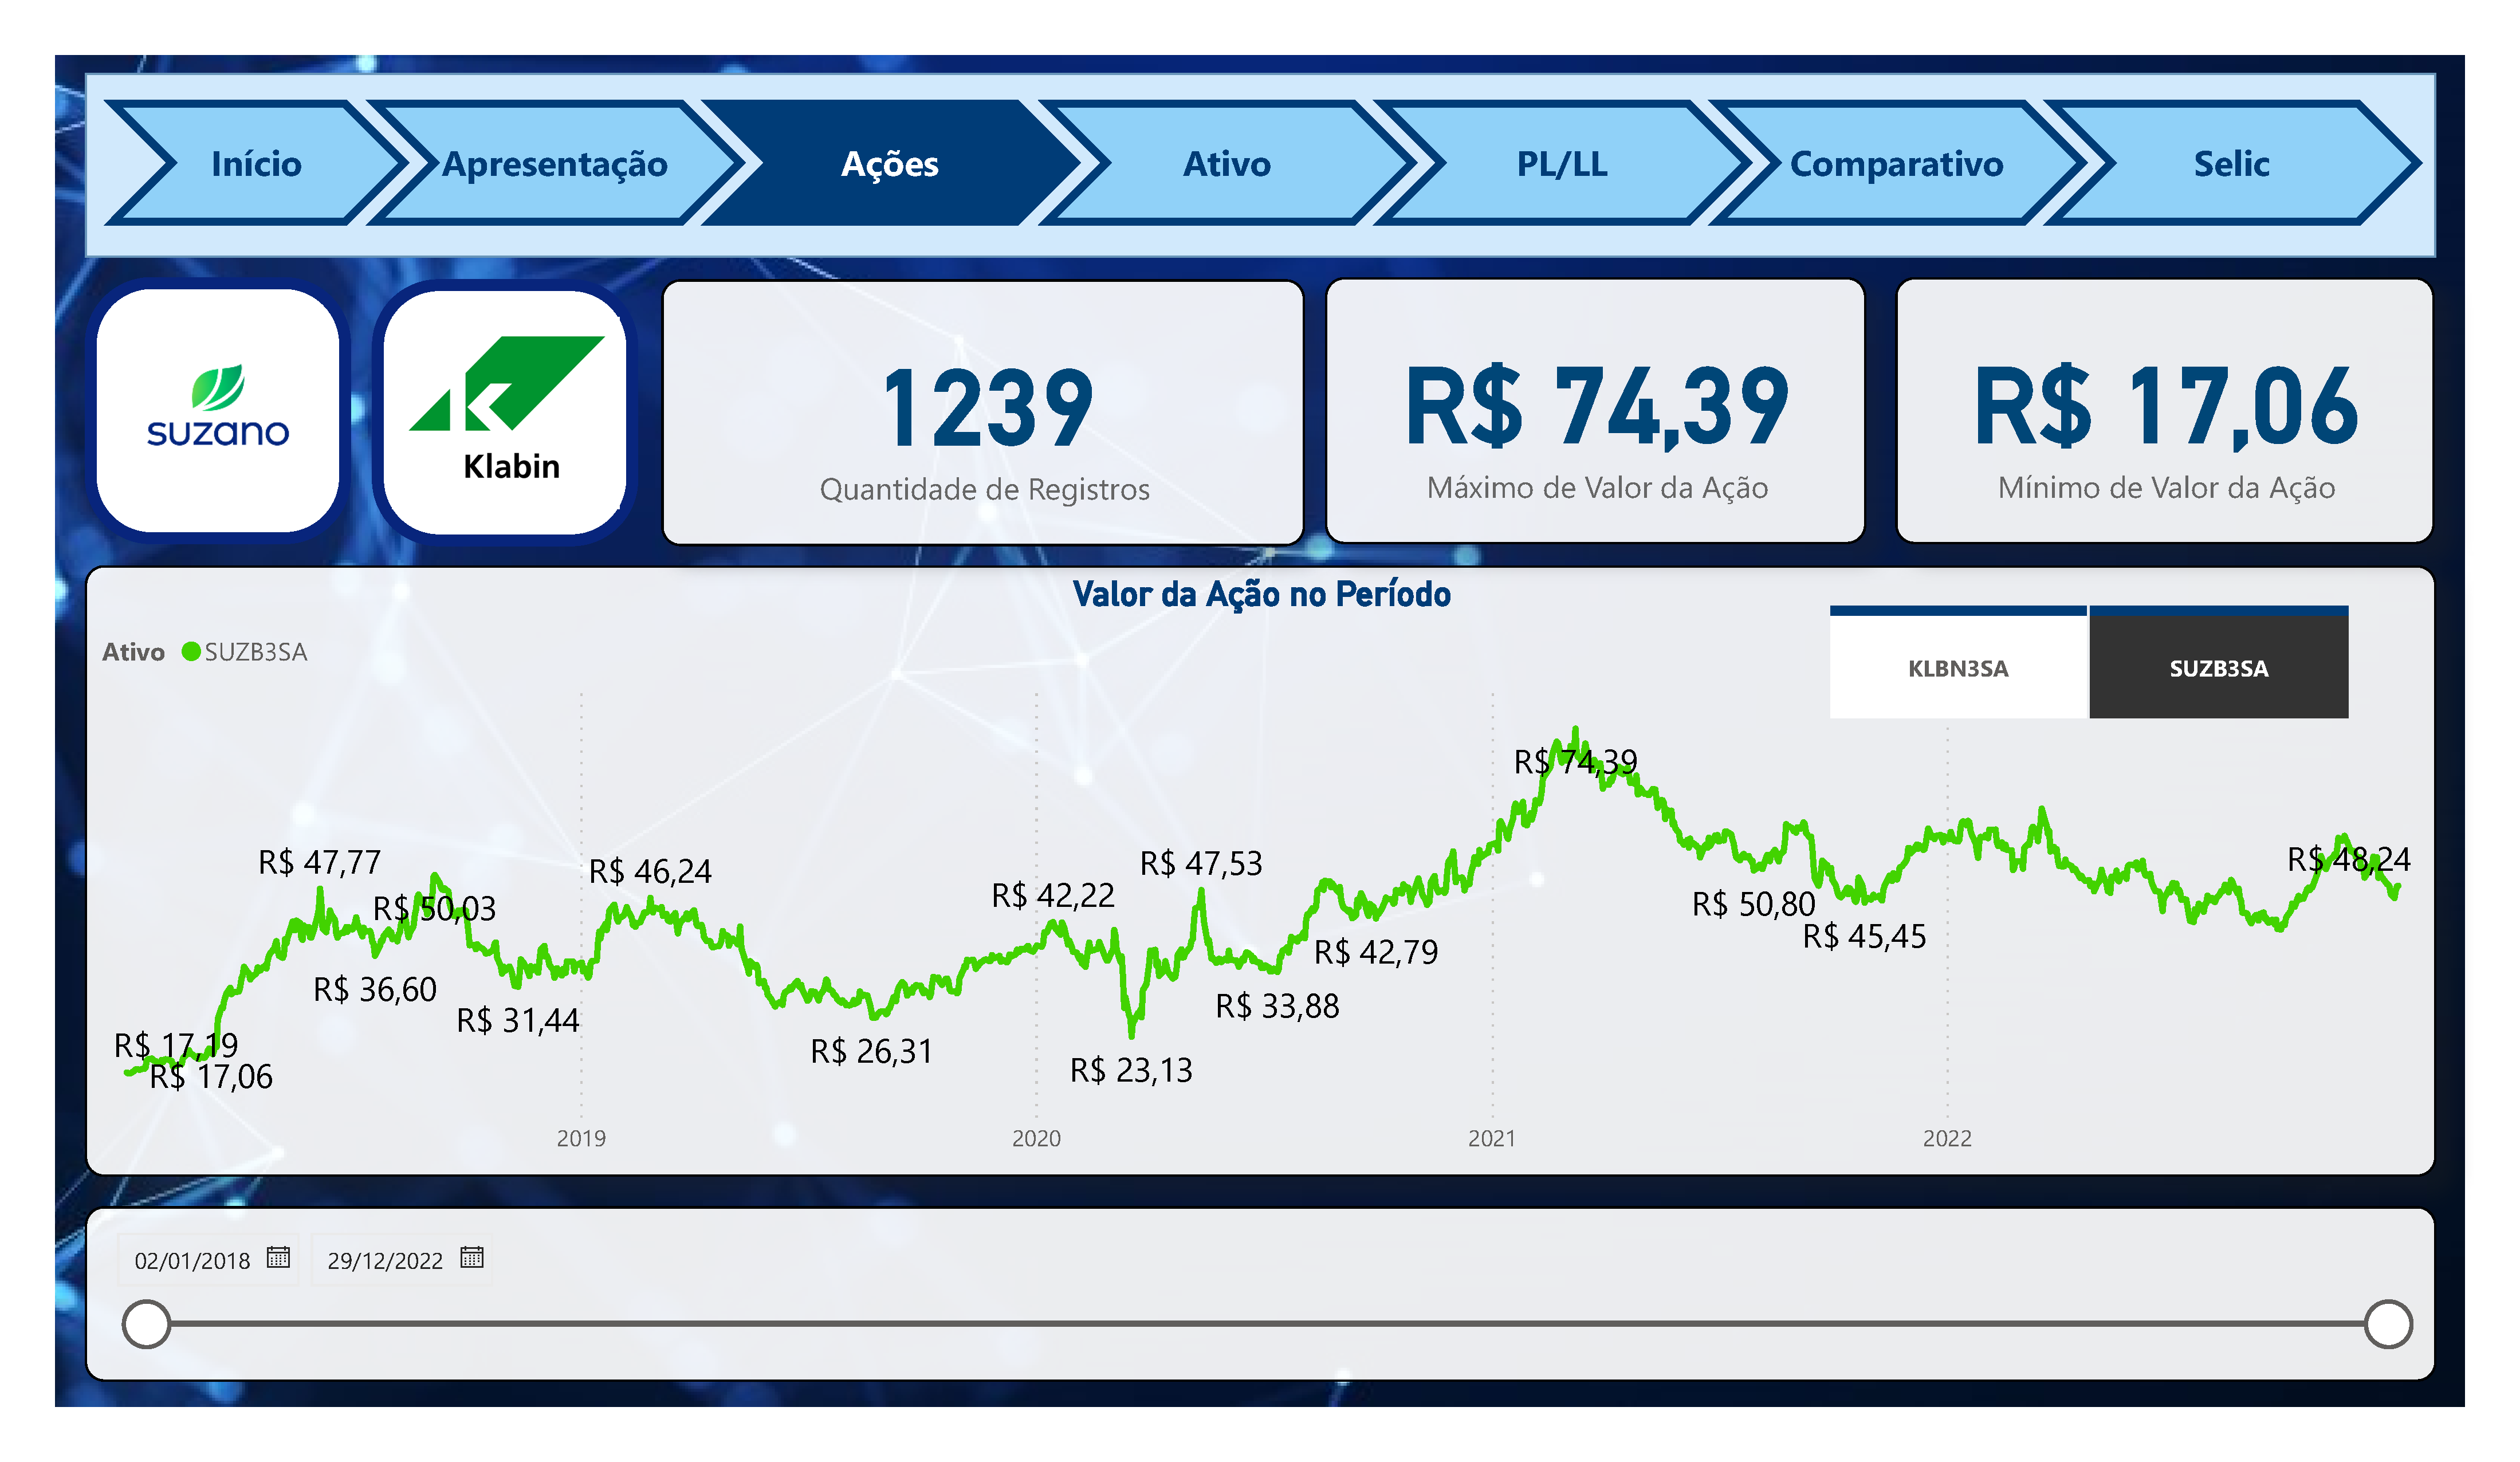 Início
Apresentação
Ações
Ativo
PL/LL
Comparativo
Selic
suzano
Klabin
1239
Quantidade de Registros
R$ 74,39
Máximo de Valor da Ação
R$ 17,06
Mínimo de Valor da Ação
Valor da Ação no Período
Ativo SUZB3SA
KLBN3SA
SUZB3SA
R$ 74,39
R$ 47,77
R$ 50,03
R$ 46,24
R$ 42,22
R$ 47,53
R$ 48,24
R$ 50,80
R$ 45,45
R$ 42,79
R$ 36,60
R$ 31,44
R$ 33,88
R$ 17,19
R$ 17,06
R$ 26,31
R$ 23,13
2019
2020
2021
2022
02/01/2018
29/12/2022